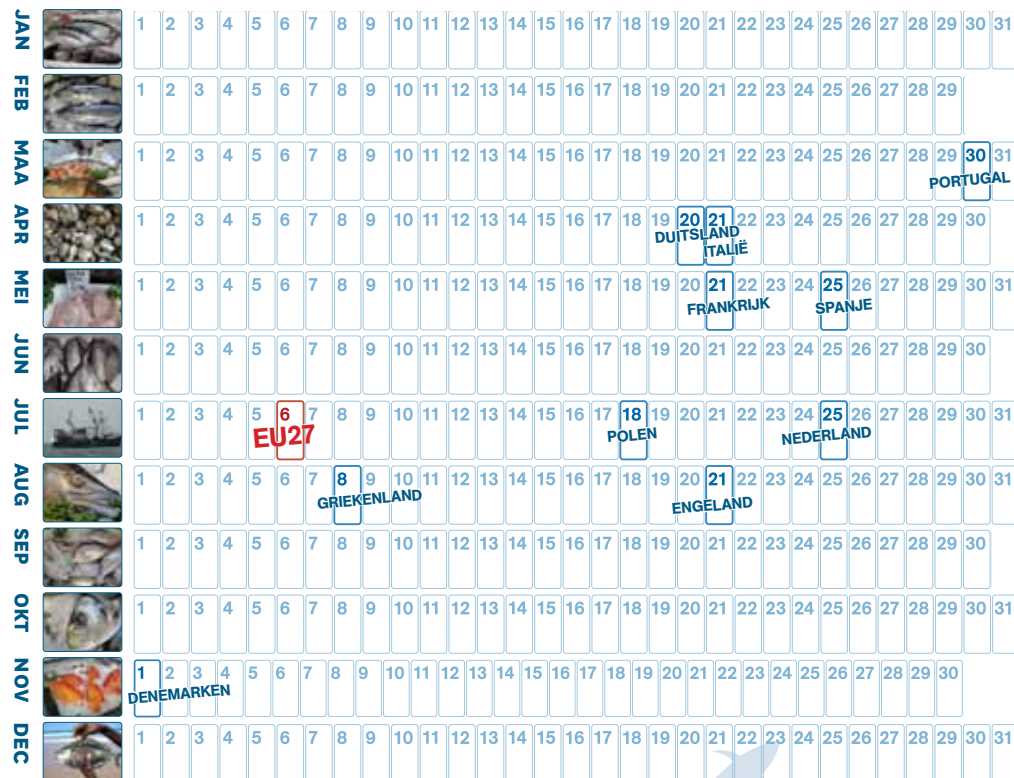 JAN 1 2 3 4 5 6 7 8 9 10 11 12 13 14 15 16 17 18 19 20 21 22 23 24 25 26 27 28 29 30 31
FEB 1 2 3 4 5 6 7 8 9 10 11 12 13 14 15 16 17 18 19 20 21 22 23 24 25 26 27 28 29
MAA 1 2 3 4 5 6 7 8 9 10 11 12 13 14 15 16 17 18 19 20 21 22 23 24 25 26 27 28 29 30 31
PORTUGAL
APR 1 2 3 4 5 6 7 8 9 10 11 12 13 14 15 16 17 18 19 20 21 22 23 24 25 26 27 28 29 30
DUITSLAND
ITALIË
MEI 1 2 3 4 5 6 7 8 9 10 11 12 13 14 15 16 17 18 19 20 21 22 23 24 25 26 27 28 29 30 31
FRANKRIJK SPANJE
JUN 1 2 3 4 5 6 7 8 9 10 11 12 13 14 15 16 17 18 19 20 21 22 23 24 25 26 27 28 29 30
JUL 1 2 3 4 5 6 7 8 9 10 11 12 13 14 15 16 17 18 19 20 21 22 23 24 25 26 27 28 29 30 31
EU27 POLEN NEDERLAND
AUG 1 2 3 4 5 6 7 8 9 10 11 12 13 14 15 16 17 18 19 20 21 22 23 24 25 26 27 28 29 30 31
GRIEKENLAND ENGELAND
SEP 1 2 3 4 5 6 7 8 9 10 11 12 13 14 15 16 17 18 19 20 21 22 23 24 25 26 27 28 29 30
OKT 1 2 3 4 5 6 7 8 9 10 11 12 13 14 15 16 17 18 19 20 21 22 23 24 25 26 27 28 29 30 31
NOV 1 2 3 4 5 6 7 8 9 10 11 12 13 14 15 16 17 18 19 20 21 22 23 24 25 26 27 28 29 30
DENEMARKEN
DEC 1 2 3 4 5 6 7 8 9 10 11 12 13 14 15 16 17 18 19 20 21 22 23 24 25 26 27 28 29 30 31